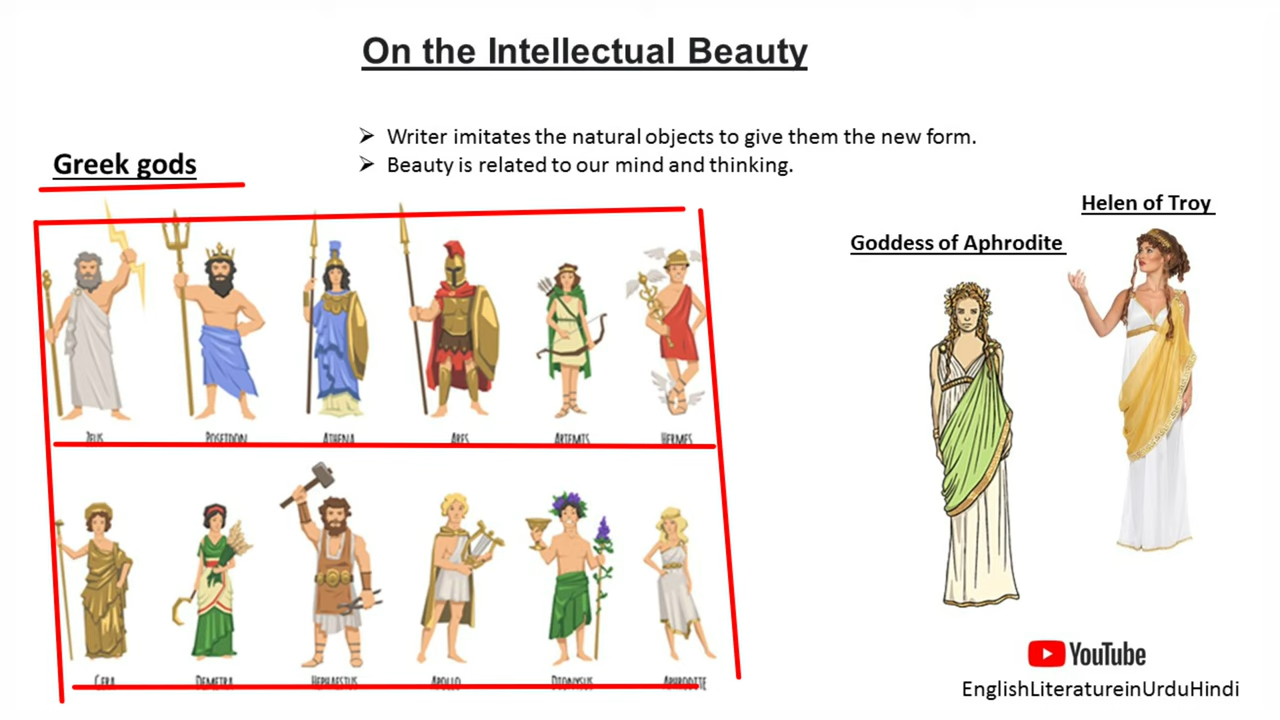 On the Intellectual Beauty
➢ Writer imitates the natural objects to give them the new form.
➢ Beauty is related to our mind and thinking.
Greek gods
Helen of Troy
Goddess of Aphrodite
ZEUS POSEIDON ATHENA ARES ARTEMIS HERMES
DEMETRA HEPHAESTUS APOLLO DIONYSUS APHRODITE
YouTube
EnglishLiteratureinUrduHindi